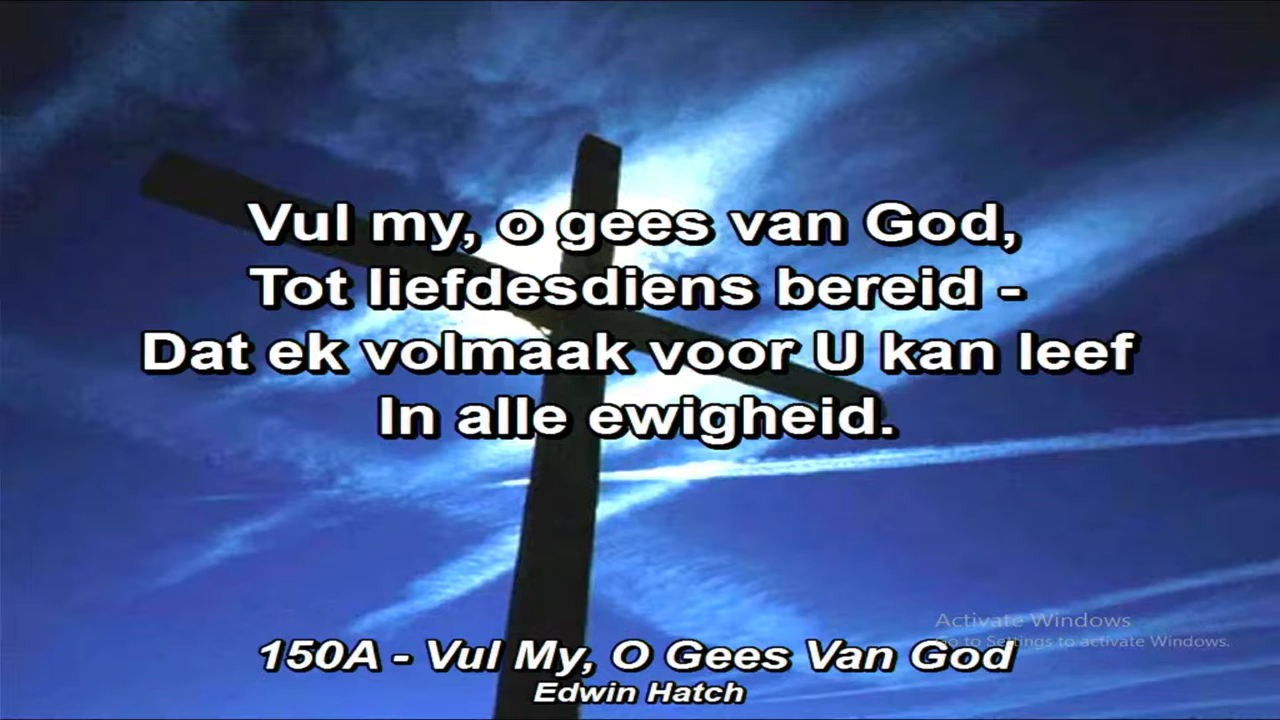 Vul my, o gees van God,
Tot liefdesdiens bereid -
Dat ek volmaak voor U kan leef
In alle ewigheid.
Activate Windows
Go to Settings to activate Windows.
150A - Vul My, O Gees Van God
Edwin Hatch